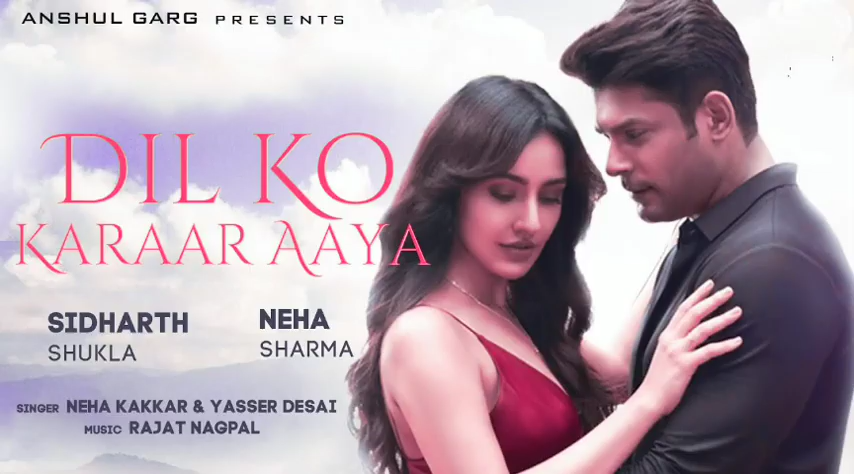 ANSHUL GARG PRESENTS
DIL KO
KARAAR AAYA
SIDHARTH NEHA
SHUKLA SHARMA
SINGER NEHA KAKKAR & YASSER DESAI
MUSIC RAJAT NAGPAL